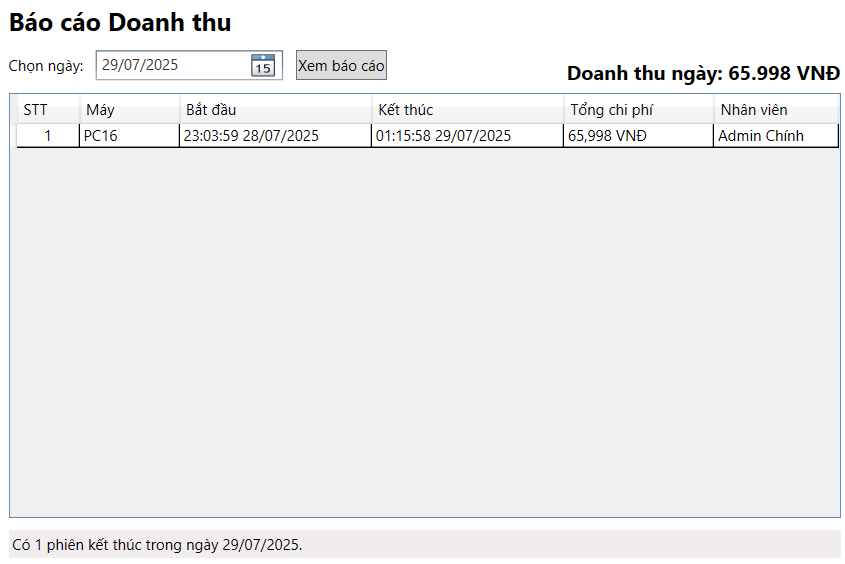 Báo cáo Doanh thu
Chọn ngày: 29/07/2025 15 Xem báo cáo
Doanh thu ngày: 65.998 VNĐ
STT Máy Bắt đầu Kết thúc Tổng chi phí Nhân viên
1 PC16 23:03:59 28/07/2025 01:15:58 29/07/2025 65,998 VNĐ Admin Chính
Có 1 phiên kết thúc trong ngày 29/07/2025.